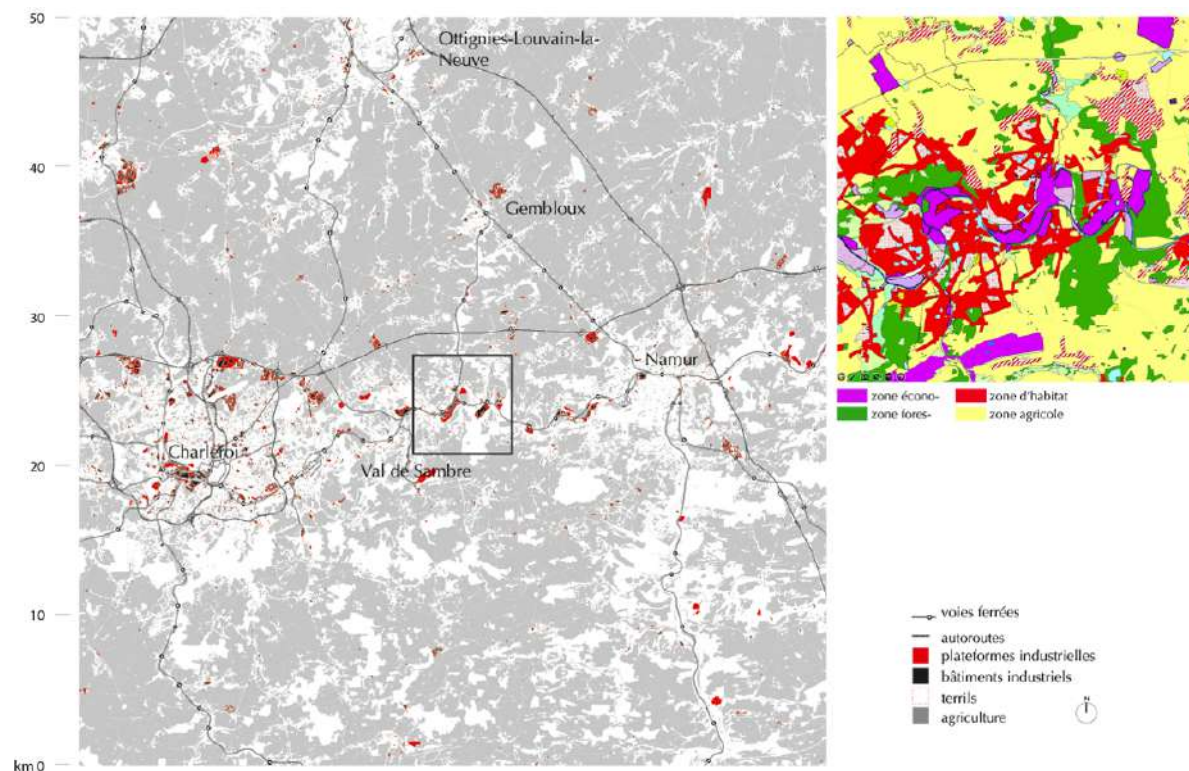 50
40
30
20
10
km 0
Ottignies-Louvain-la-
Neuve
Gembloux
Namur
Charleroi
Val de Sambre
zone écono-
zone d'habitat
zone fores-
zone agricole
voies ferrées
autoroutes
plateformes industrielles
bâtiments industriels
terrils
agriculture
N